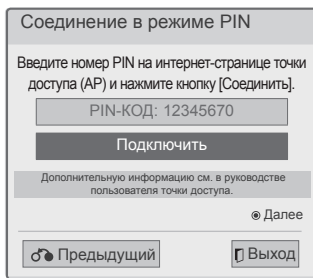 Соединение в режиме PIN
Введите номер PIN на интернет-странице точки
доступа (AP) и нажмите кнопку [Соединить].
PIN-КОД: 12345670
Подключить
Дополнительную информацию см. в руководстве
пользователя точки доступа.
Далее
Предыдущий
Выход